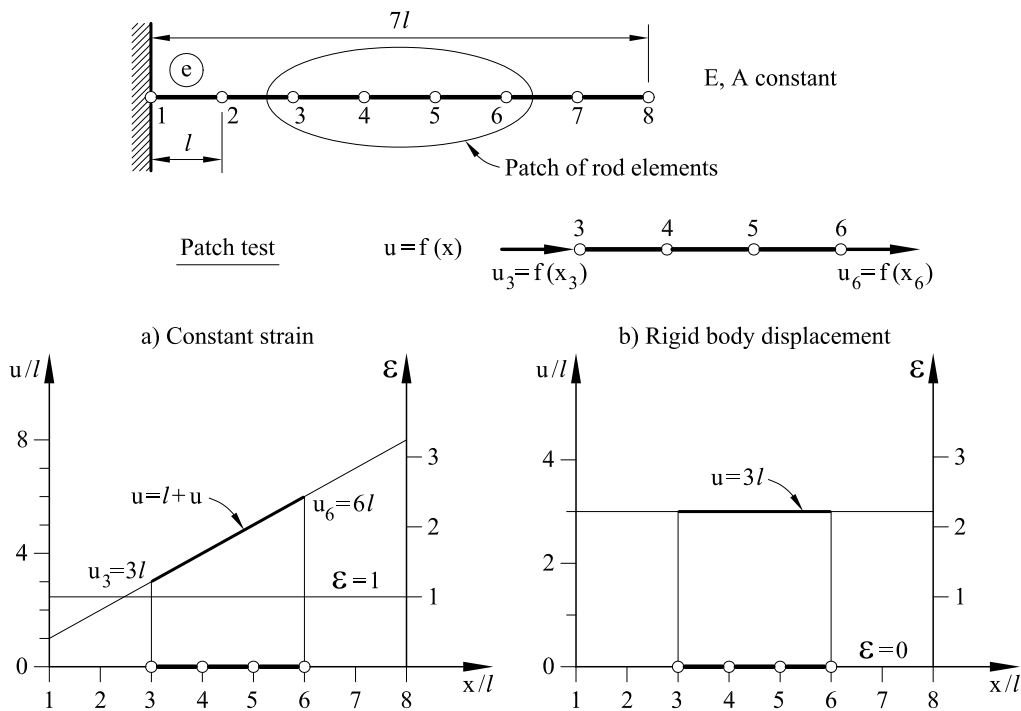 7l
e
E, A constant
1 2 3 4 5 6 7 8
l
Patch of rod elements
Patch test
u=f(x)
3 4 5 6
u₃=f(x₃)
u₆=f(x₆)
a) Constant strain
u/l
ε
8
4
0
3
2
1
u=l+u
u₆=6l
u₃=3l
ε=1
1 2 3 4 5 6 7 8
x/l
b) Rigid body displacement
u/l
ε
4
2
0
3
2
1
u=3l
ε=0
1 2 3 4 5 6 7 8
x/l